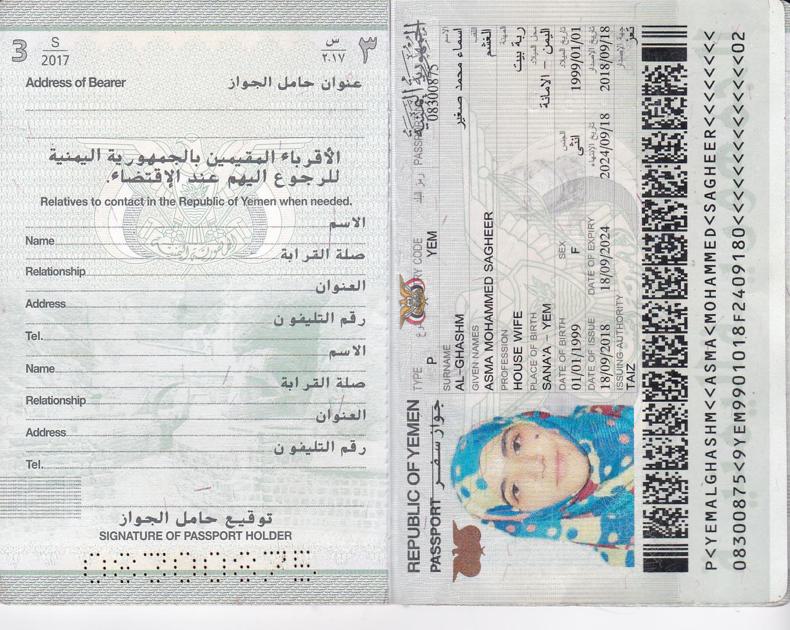 3
S
2017
Address of Bearer
عنوان حامل الجواز
س
٢٠١٧
٣
الأقرباء المقيمين بالجمهورية اليمنية
للرجوع اليهم عند الإقتضاء.
Relatives to contact in the Republic of Yemen when needed.
Name
الاسم
Relationship
صلة القرابة
Address
العنوان
Tel.
رقم التليفون
Name
الاسم
Relationship
صلة القرابة
Address
العنوان
Tel.
رقم التليفون
توقيع حامل الجواز
SIGNATURE OF PASSPORT HOLDER
REPUBLIC OF YEMEN
الجمهورية اليمنية
PASSPORT جواز سفر
TYPE COUNTRY CODE رمز البلد PASSPORT
P YEM 08300875
SURNAME الاسم
AL-GHASHM اسماء محمد صغير
GIVEN NAMES اللقب
ASMA MOHAMMED SAGHEER الغشم
PROFESSION المهنة
HOUSE WIFE ربة بيت
PLACE OF BIRTH محل الميلاد
SANA'A - YEM اليمن - الامانة
DATE OF BIRTH SEX الجنس تاريخ الميلاد
01/01/1999 F أنثى 1999/01/01
DATE OF ISSUE DATE OF EXPIRY تاريخ الإنتهاء تاريخ الإصدار
18/09/2018 18/09/2024 2024/09/18 2018/09/18
ISSUING AUTHORITY جهة الإصدار
TAIZ تعز
P<YEMALGHASHM<<ASMA<MOHAMMED<SAGHEER<<<<<<<<
08300875<9YEM9901018F2409180<<<<<<<<<<<<<<02